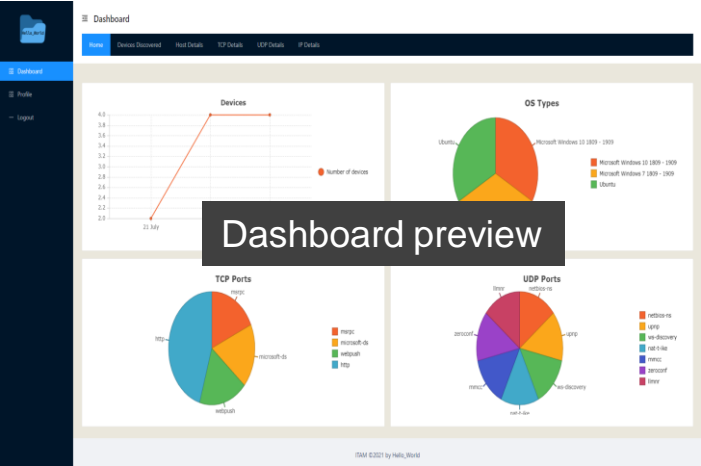 Hello_World
Dashboard
Home Devices Discovered Host Details TCP Details UDP Details IP Details
Dashboard
Profile
Logout
Devices
4.0
3.8
3.6
3.4
3.2
3.0
2.8
2.6
2.4
2.2
2.0
21 July
Number of devices
OS Types
Ubuntu
Microsoft Windows 10 1809 - 1909
Microsoft Windows 10 1809 - 1909
Microsoft Windows 7 1809 - 1909
Ubuntu
Dashboard preview
TCP Ports
msrpc
http
microsoft-ds
webpush
msrpc
microsoft-ds
webpush
http
UDP Ports
llmnr
netbios-ns
zeroconf
upnp
mmcc
ws-discovery
nat-t-ike
netbios-ns
upnp
ws-discovery
nat-t-ike
mmcc
zeroconf
llmnr
ITAM ©2021 by Hello_World